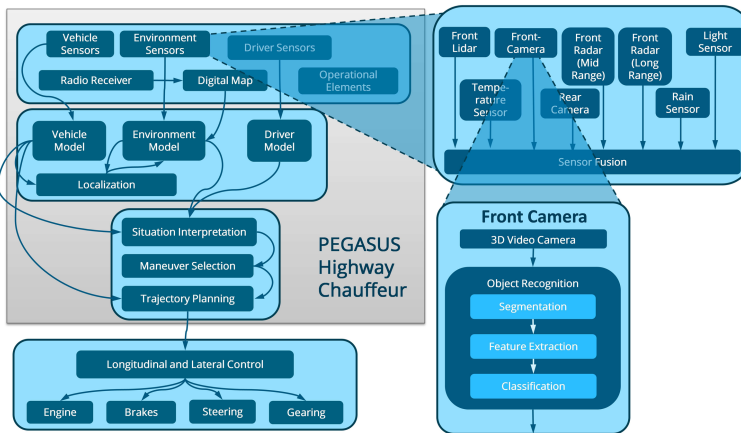 Vehicle
Sensors
Environment
Sensors
Driver Sensors
Radio Receiver
Digital Map
Operational
Elements
Vehicle
Model
Environment
Model
Driver
Model
Localization
Situation Interpretation
Maneuver Selection
Trajectory Planning
PEGASUS
Highway
Chauffeur
Longitudinal and Lateral Control
Engine
Brakes
Steering
Gearing
Front
Lidar
Front-
Camera
Front
Radar
(Mid
Range)
Front
Radar
(Long
Range)
Light
Sensor
Tempe-
rature
Sensor
Rear
Camera
Rain
Sensor
Sensor Fusion
Front Camera
3D Video Camera
Object Recognition
Segmentation
Feature Extraction
Classification